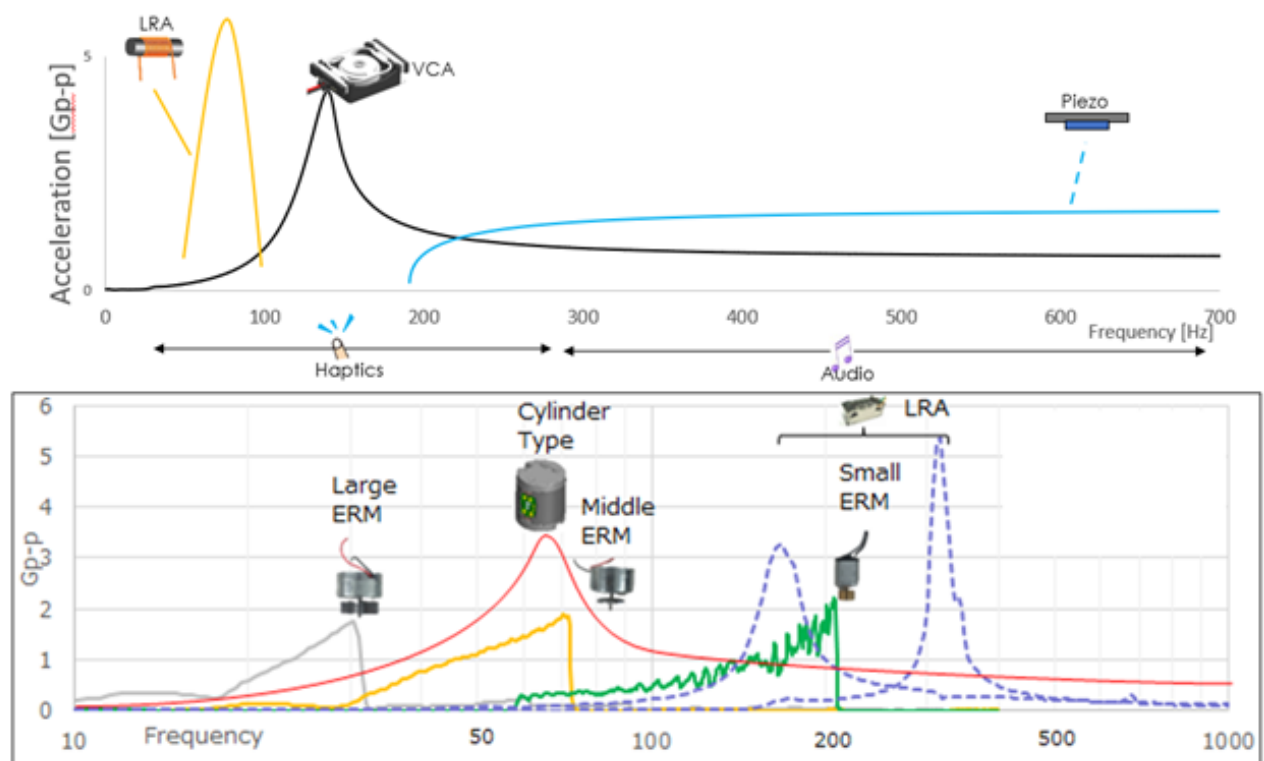 LRA
VCA
Piezo
5
0
Acceleration [Gp-p]
0 100 200 300 400 500 600 700
Frequency [Hz]
Haptics
Audio
6
5
4
3
2
1
0
Gp-p
Large
ERM
Cylinder
Type
Middle
ERM
LRA
Small
ERM
10 Frequency 50 100 200 500 1000